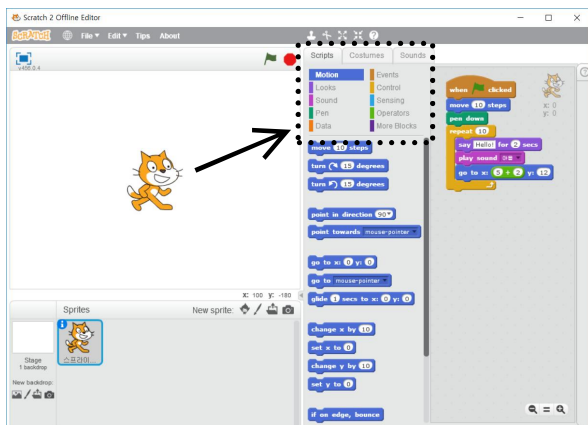 Scratch 2 Offline Editor
SCRATCH File Edit Tips About
v456.0.4
Scripts Costumes Sounds
Motion Events
Looks Control
Sound Sensing
Pen Operators
Data More Blocks
move 10 steps
turn 15 degrees
turn 15 degrees
point in direction 90
point towards mouse-pointer
go to x: 0 y: 0
go to mouse-pointer
glide 1 secs to x: 0 y: 0
change x by 10
set x to 0
change y by 10
set y to 0
if on edge, bounce
when clicked
move 10 steps
pen down
repeat 10
say Hello! for 2 secs
play sound
go to x: 5 + 2 y: 12
x: 0
y: 0
X: 100 y: -180
Sprites New sprite:
Stage
1 backdrop
New backdrop:
스프라이...